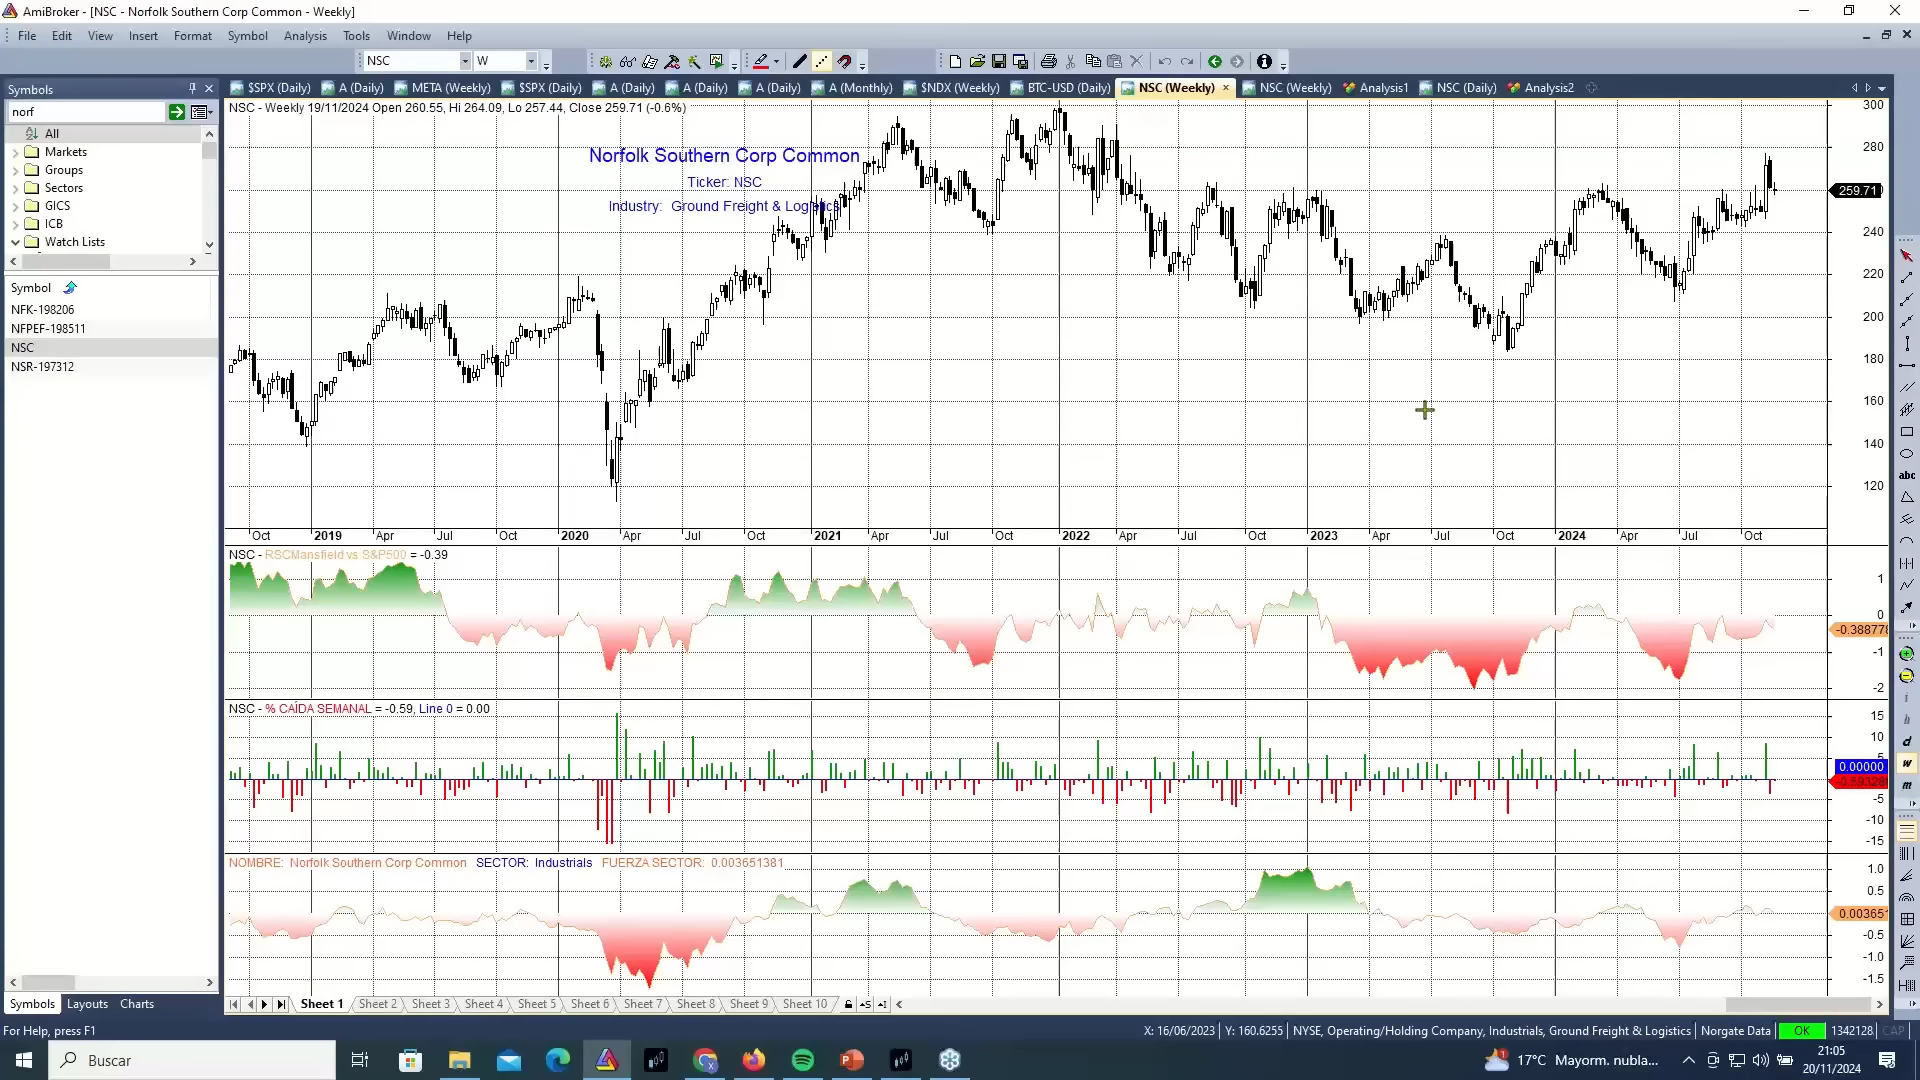 AmiBroker - [NSC - Norfolk Southern Corp Common - Weekly]
File Edit View Insert Format Symbol Analysis Tools Window Help
NSC W
Symbols
$SPX (Daily) A (Daily) META (Weekly) $SPX (Daily) A (Daily) A (Daily) A (Daily) A (Monthly) $NDX (Weekly) BTC-USD (Daily) NSC (Weekly) NSC (Weekly) Analysis1 NSC (Daily) Analysis2
norf
All
Markets
Groups
Sectors
GICS
ICB
Watch Lists
Symbol
NFK-198206
NFPEF-198511
NSC
NSR-197312
NSC - Weekly 19/11/2024 Open 260.55, Hi 264.09, Lo 257.44, Close 259.71 (-0.6%)
Norfolk Southern Corp Common
Ticker: NSC
Industry: Ground Freight & Logistics
300
280
259.71
240
220
200
180
160
140
120
Oct 2019 Apr Jul Oct 2020 Apr Jul Oct 2021 Apr Jul Oct 2022 Apr Jul Oct 2023 Apr Jul Oct 2024 Apr Jul Oct
NSC - RSCMansfield vs S&P500 = -0.39
1
0
-0.388778
-1
-2
NSC - % CAÍDA SEMANAL = -0.59, Line 0 = 0.00
15
10
5
0.00000
-5
-10
-15
NOMBRE: Norfolk Southern Corp Common SECTOR: Industrials FUERZA SECTOR: 0.003651381
1.0
0.5
0.003651
-0.5
-1.0
-1.5
abc
i
h
d
w
m
Symbols Layouts Charts
Sheet 1 Sheet 2 Sheet 3 Sheet 4 Sheet 5 Sheet 6 Sheet 7 Sheet 8 Sheet 9 Sheet 10
For Help, press F1
X: 16/06/2023 Y: 160.6255 NYSE, Operating/Holding Company, Industrials, Ground Freight & Logistics Norgate Data OK 1342128 CAP
Buscar
17°C Mayorm. nubla...
21:05
20/11/2024